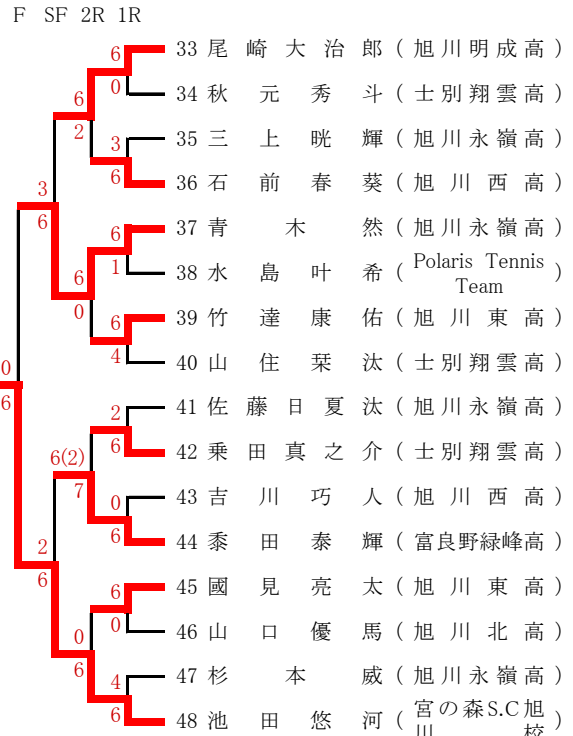 F SF 2R 1R
6
33 尾崎大治郎 (旭川明成高)
0
34 秋元秀斗 (士別翔雲高)
6
2
3
35 三上晄輝 (旭川永嶺高)
6
36 石前春葵 (旭川西高)
3
6
6
37 青木然 (旭川永嶺高)
1
38 水島叶希 (Polaris Tennis Team)
6
0
6
39 竹達康佑 (旭川東高)
4
40 山住栞汰 (士別翔雲高)
0
6
2
41 佐藤日夏汰 (旭川永嶺高)
6
42 乗田真之介 (士別翔雲高)
6(2)
7
0
43 吉川巧人 (旭川西高)
6
44 黍田泰輝 (富良野緑峰高)
2
6
6
45 國見亮太 (旭川東高)
0
46 山口優馬 (旭川北高)
0
6
4
47 杉本威 (旭川永嶺高)
6
48 池田悠河 (宮の森S.C旭川校)